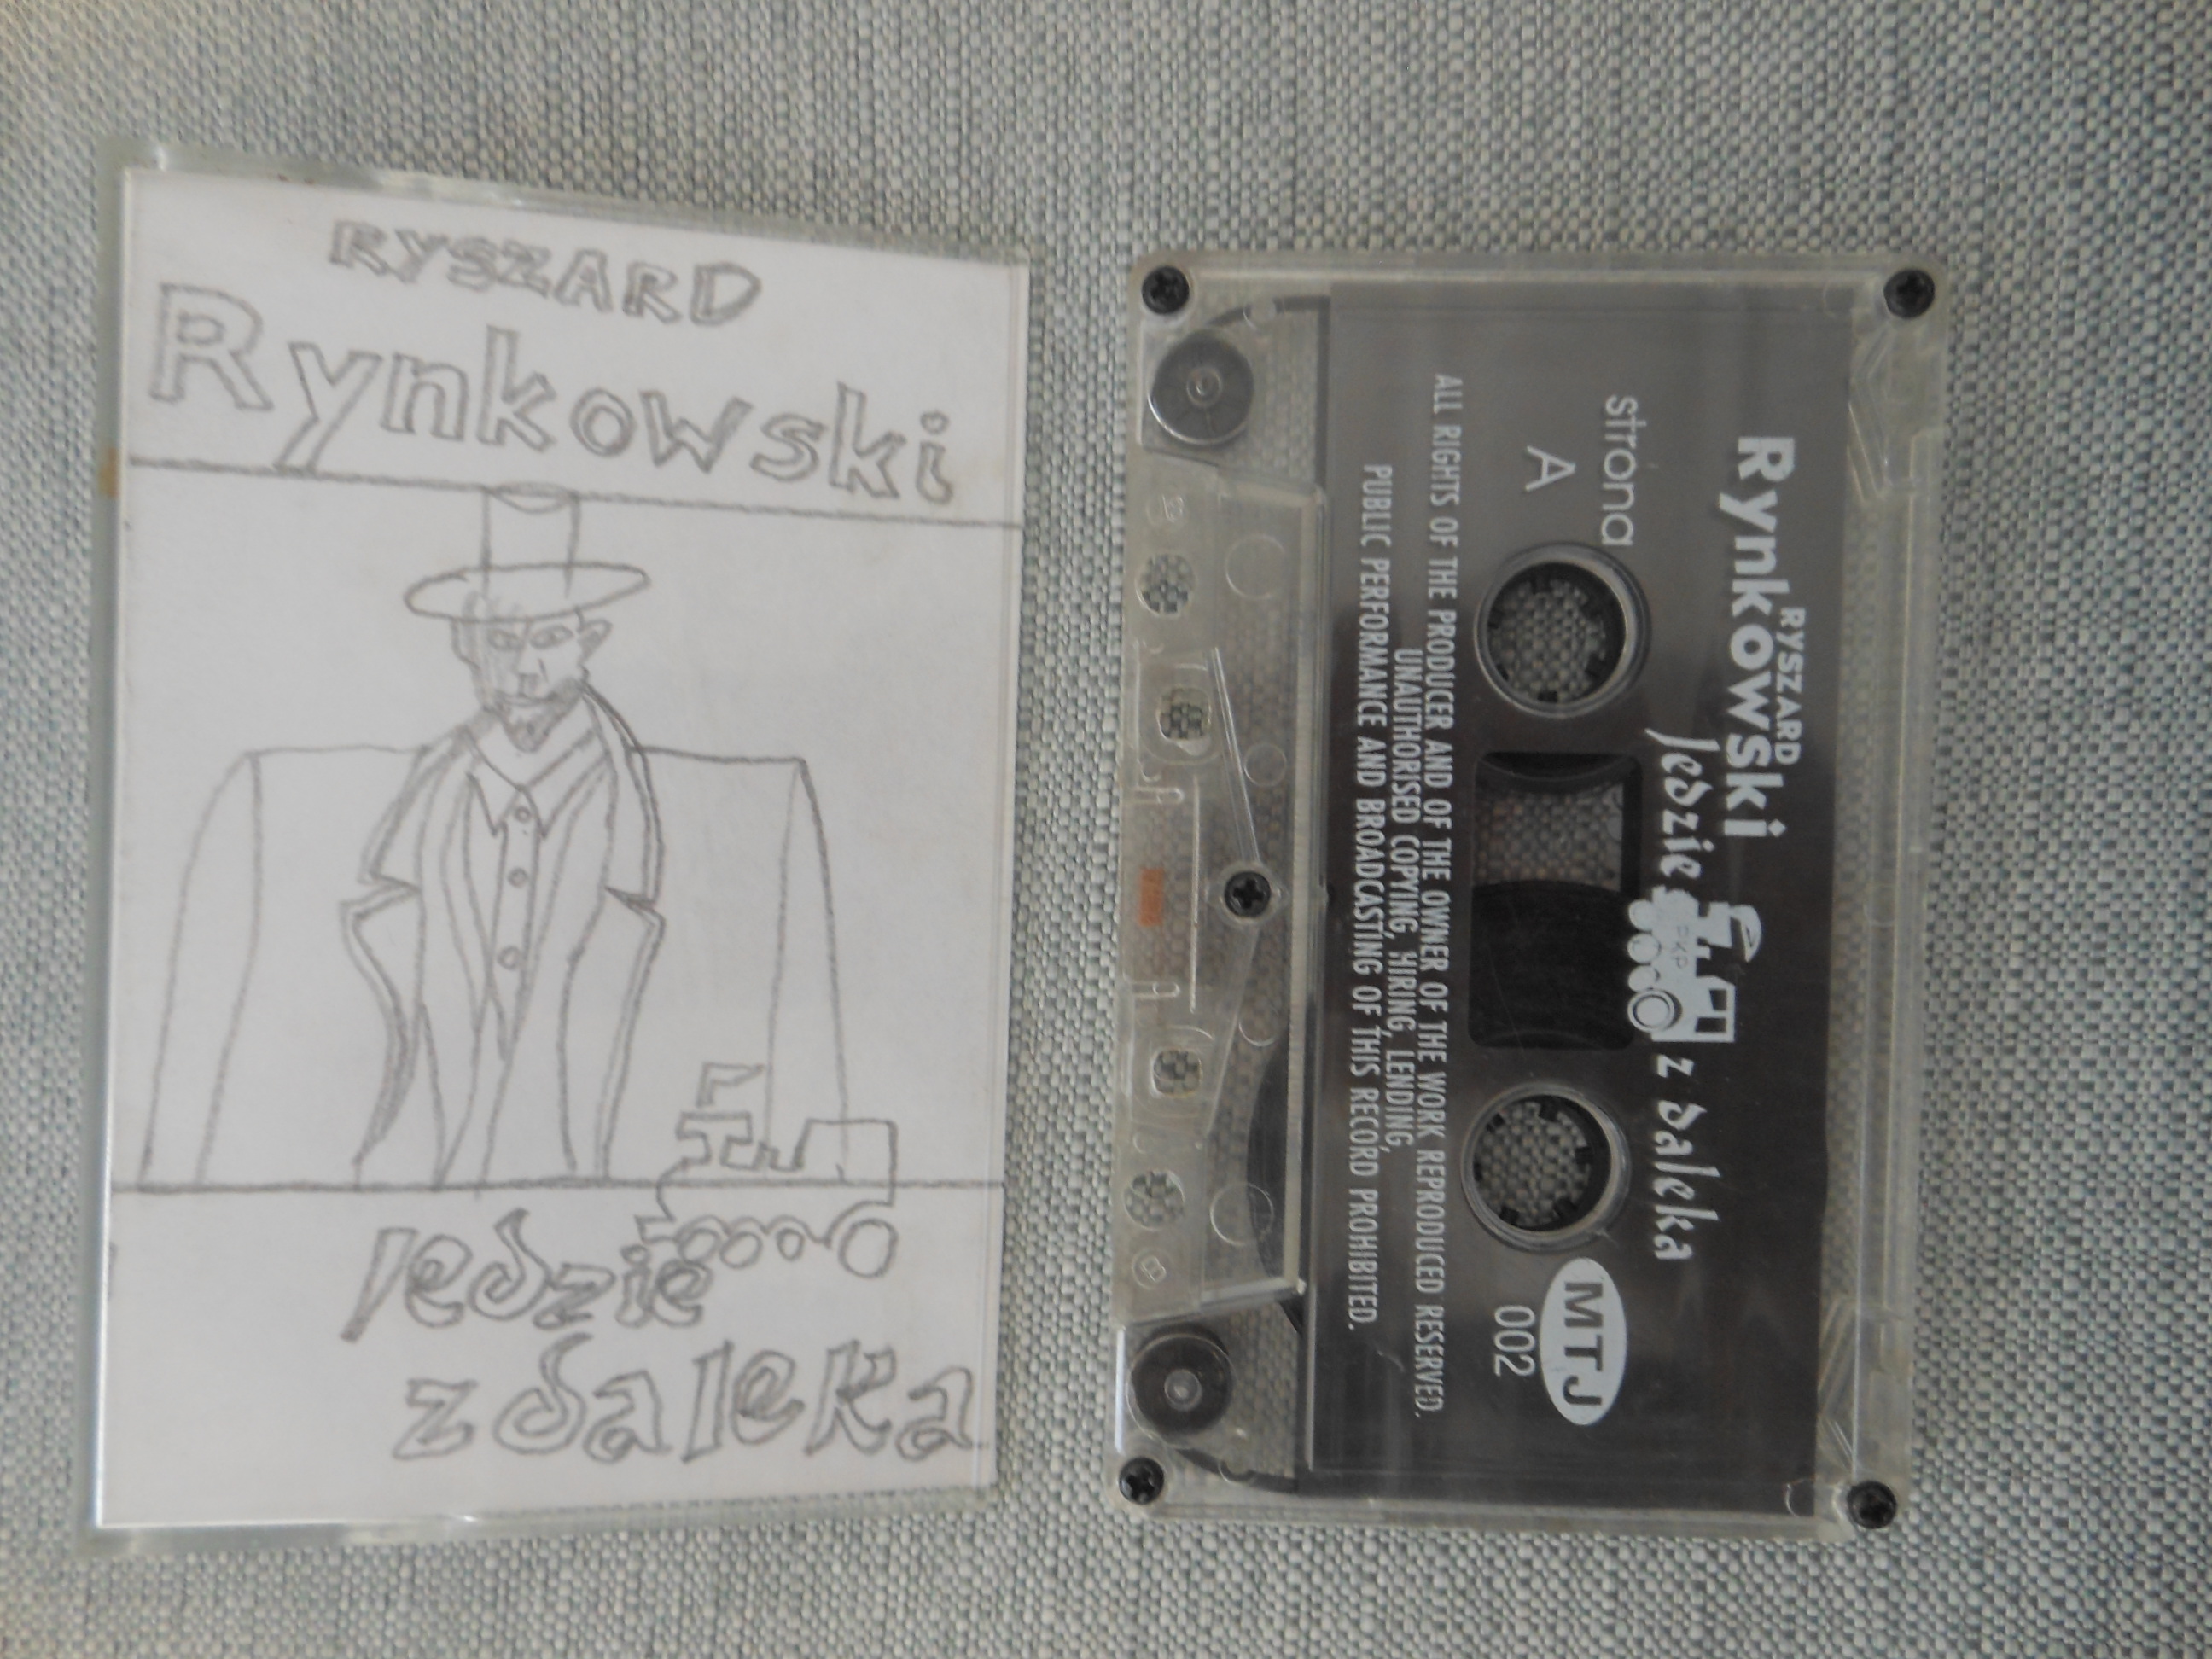 RYSZARD
Rynkowski
Jedzie
z daleka
RYSZARD
Rynkowski
Jedzie z daleka
PKP
strona
A
MTJ
002
ALL RIGHTS OF THE PRODUCER AND OF THE OWNER OF THE WORK REPRODUCED RESERVED.
UNAUTHORISED COPYING, HIRING, LENDING,
PUBLIC PERFORMANCE AND BROADCASTING OF THIS RECORD PROHIBITED.